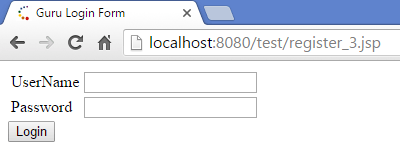 Guru Login Form
localhost:8080/test/register_3.jsp
UserName
Password
Login